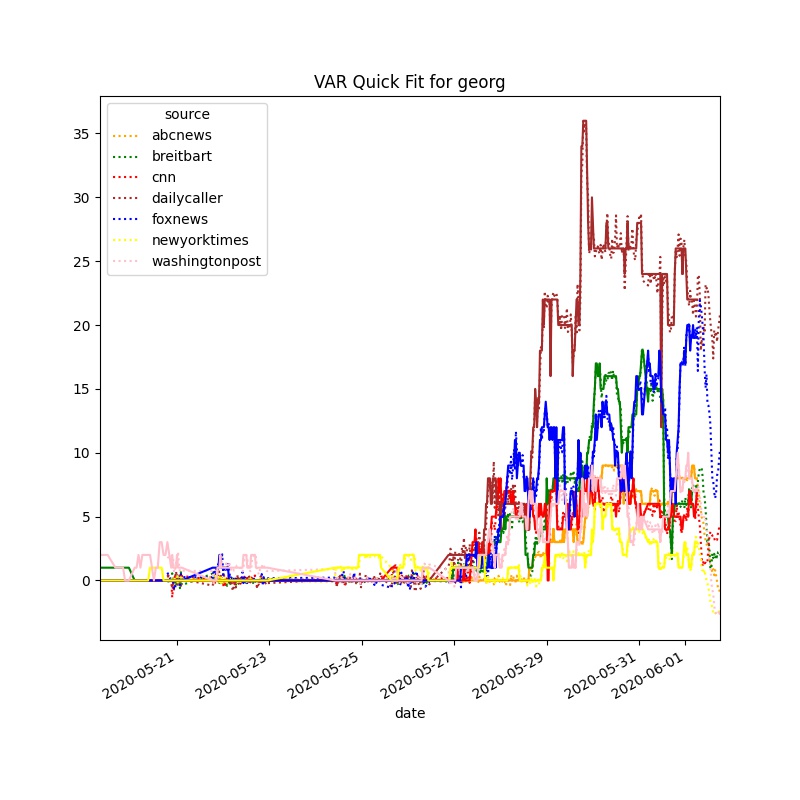 VAR Quick Fit for georg
source
abcnews
breitbart
cnn
dailycaller
foxnews
newyorktimes
washingtonpost
35
30
25
20
15
10
5
0
2020-05-21
2020-05-23
2020-05-25
2020-05-27
2020-05-29
2020-05-31
2020-06-01
date